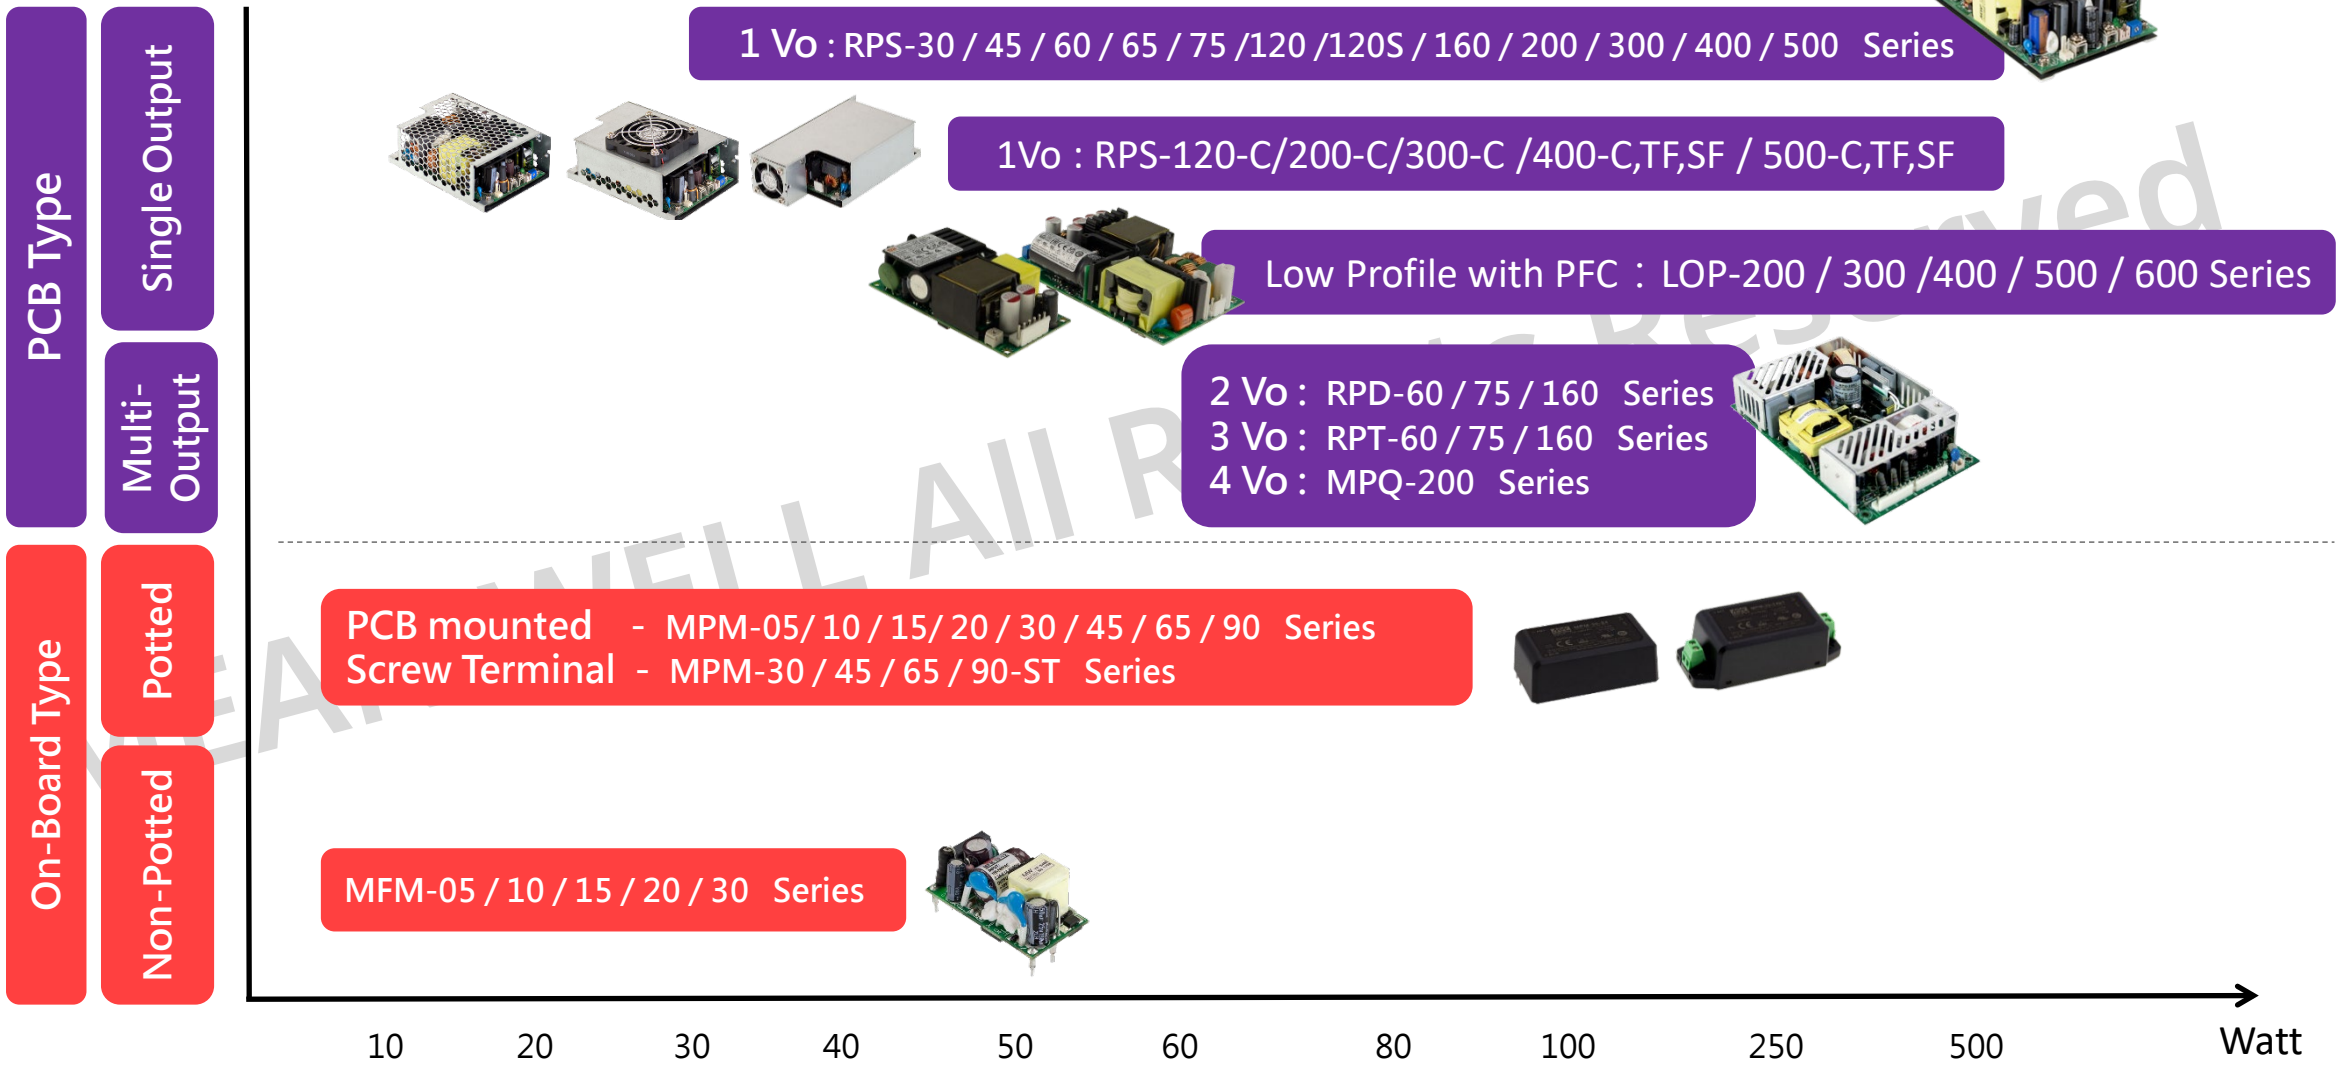 PCB Type
Single Output
1 Vo : RPS-30 / 45 / 60 / 65 / 75 /120 /120S / 160 / 200 / 300 / 400 / 500 Series
1Vo : RPS-120-C/200-C/300-C /400-C,TF,SF / 500-C,TF,SF
Low Profile with PFC : LOP-200 / 300 /400 / 500 / 600 Series
Multi-
Output
2 Vo : RPD-60 / 75 / 160 Series
3 Vo : RPT-60 / 75 / 160 Series
4 Vo : MPQ-200 Series
On-Board Type
Potted
PCB mounted - MPM-05/ 10 / 15/ 20 / 30 / 45 / 65 / 90 Series
Screw Terminal - MPM-30 / 45 / 65 / 90-ST Series
Non-Potted
MFM-05 / 10 / 15 / 20 / 30 Series
10 20 30 40 50 60 80 100 250 500 Watt
WELL All Reserved